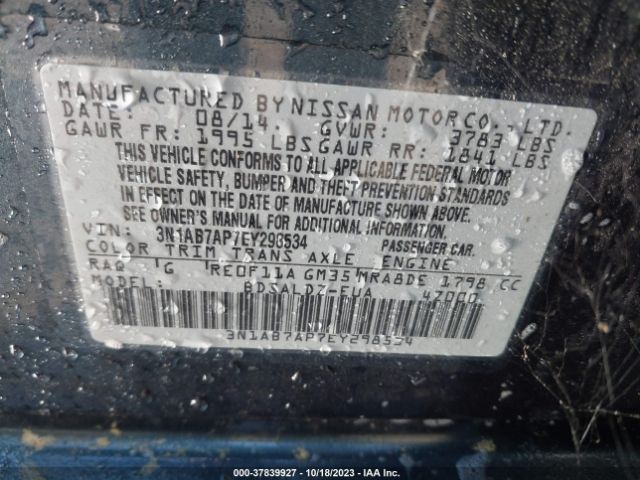 MANUFACTURED BY NISSAN MOTOR CO., LTD.
DATE: 08/14. GVWR: 3783 LBS
GAWR FR: 1995 LBS GAWR RR: 1841 LBS
THIS VEHICLE CONFORMS TO ALL APPLICABLE FEDERAL MOTOR
VEHICLE SAFETY, BUMPER AND THEFT PREVENTION STANDARDS
IN EFFECT ON THE DATE OF MANUFACTURE SHOWN ABOVE.
SEE OWNER'S MANUAL FOR ADDITIONAL INFORMATION.
VIN: 3N1AB7AP7EY298534 PASSENGER CAR.
COLOR TRIM TRANS AXLE ENGINE
RAQ G RE0F11A GM35 MRA8DE 1798 CC
MODEL: BDSALDZ-EUA 47000
3N1AB7AP7EY298534
000-37839927 | 10/18/2023 | IAA Inc.